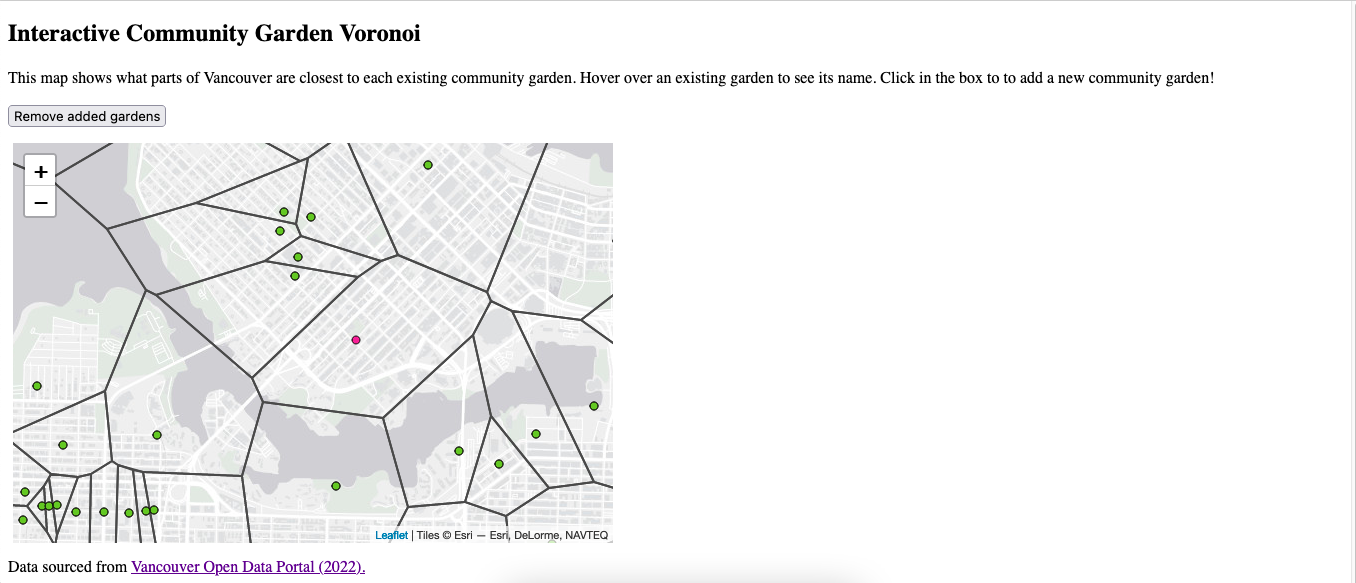 Interactive Community Garden Voronoi
This map shows what parts of Vancouver are closest to each existing community garden. Hover over an existing garden to see its name. Click in the box to to add a new community garden!
Remove added gardens
+
−
Leaflet | Tiles © Esri — Esri, DeLorme, NAVTEQ
Data sourced from Vancouver Open Data Portal (2022).